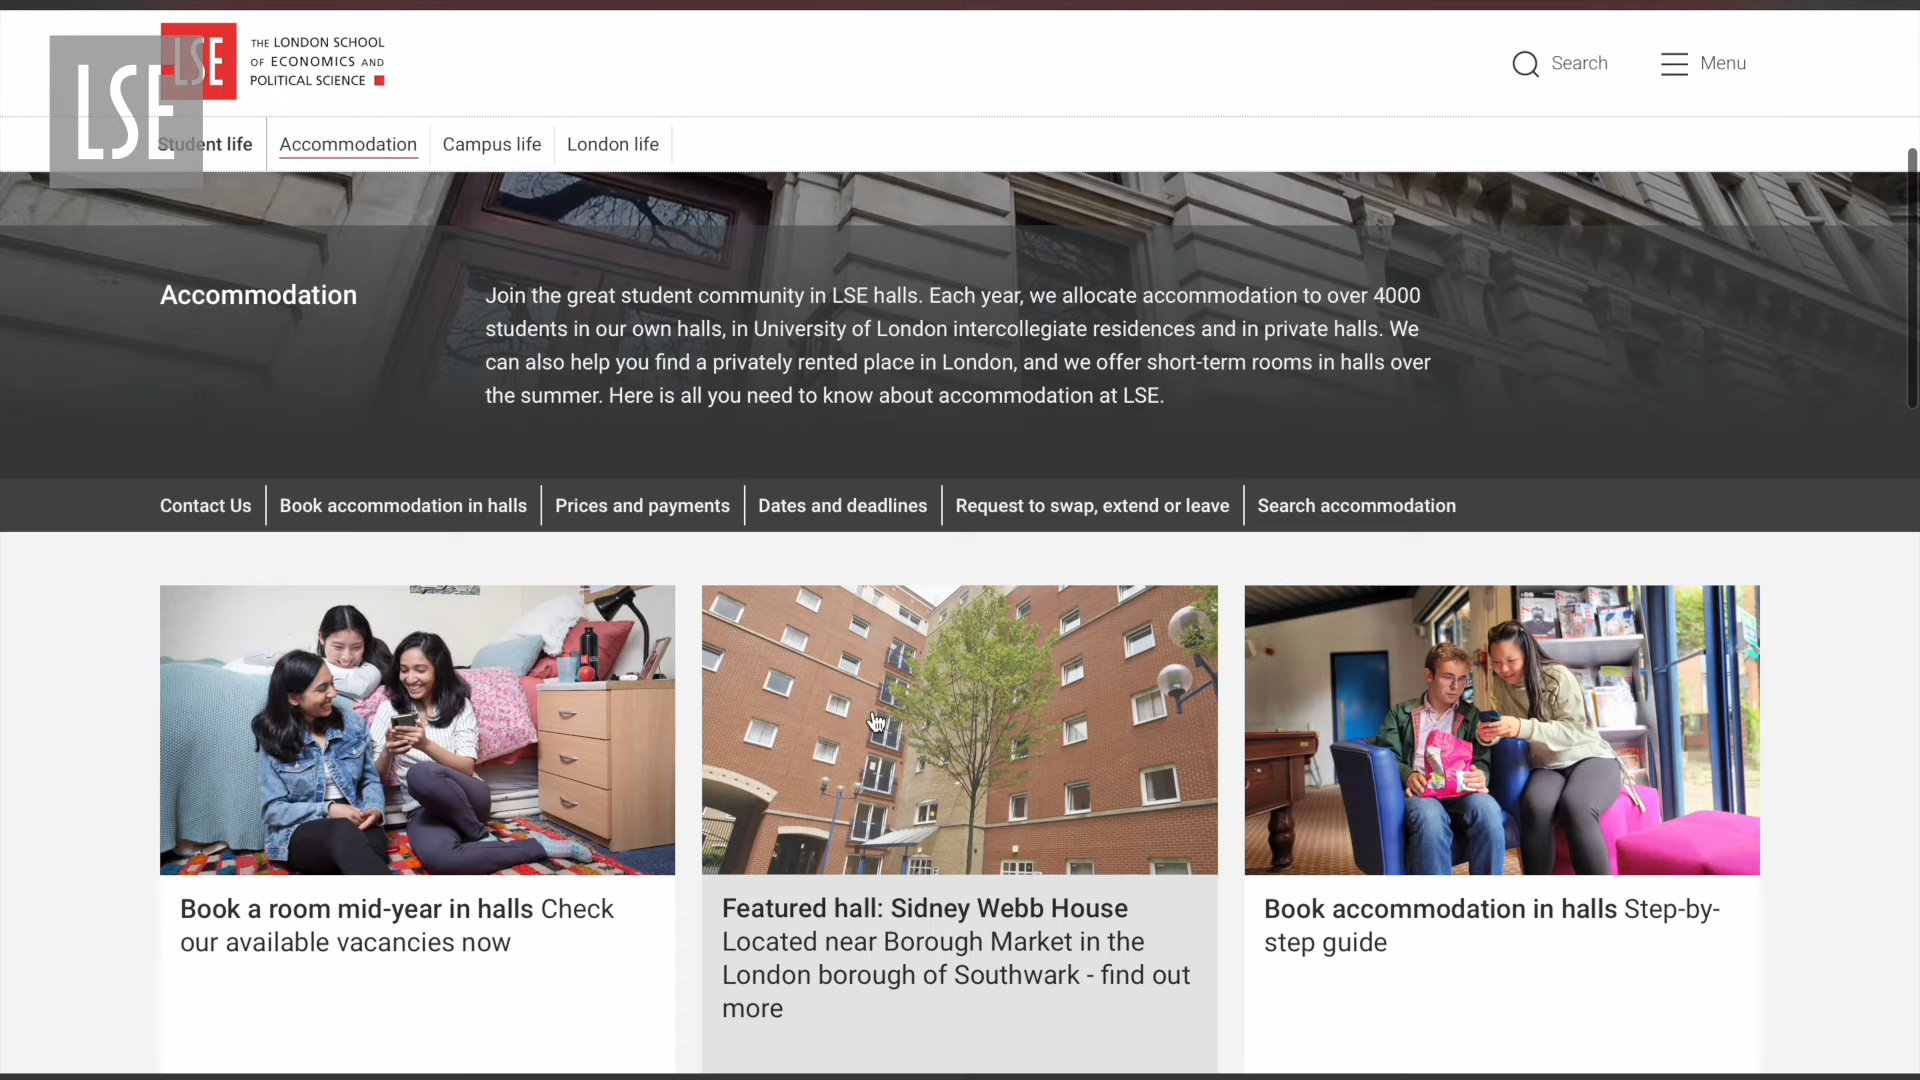 LSE
LSE
THE LONDON SCHOOL
OF ECONOMICS AND
POLITICAL SCIENCE
Search
Menu
Student life
Accommodation
Campus life
London life
Accommodation
Join the great student community in LSE halls. Each year, we allocate accommodation to over 4000
students in our own halls, in University of London intercollegiate residences and in private halls. We
can also help you find a privately rented place in London, and we offer short-term rooms in halls over
the summer. Here is all you need to know about accommodation at LSE.
Contact Us
Book accommodation in halls
Prices and payments
Dates and deadlines
Request to swap, extend or leave
Search accommodation
Book a room mid-year in halls Check
our available vacancies now
Featured hall: Sidney Webb House
Located near Borough Market in the
London borough of Southwark - find out
more
Book accommodation in halls Step-by-
step guide